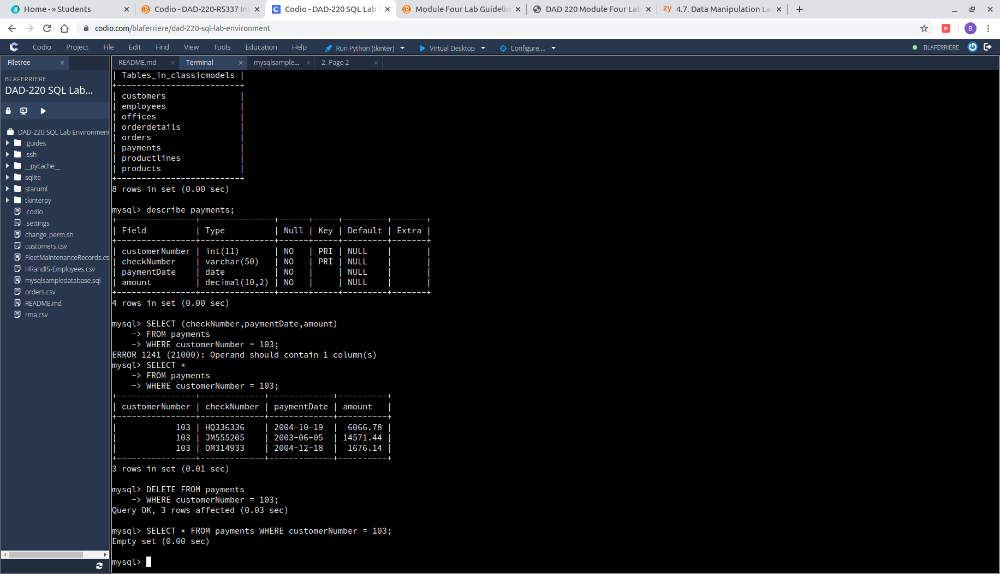 Home - » Students
Codio - DAD-220-R5337 Int
Codio - DAD-220 SQL Lab
Module Four Lab Guidelin
DAD 220 Module Four Lab
zy 4.7. Data Manipulation La
codio.com/blaferriere/dad-220-sql-lab-environment
B
Codio Project File Edit Find View Tools Education Help Run Python (tkinter) Virtual Desktop Configure.... BLAFERRIERE
Filetree
README.md Terminal mysqlsample... 2. Page 2
BLAFERRIERE
DAD-220 SQL Lab...
DAD-220 SQL Lab Environment
.guides
.ssh
__pycache__
sqlite
staruml
tkinterpy
.codio
.settings
change_perm.sh
customers.csv
FleetMaintenanceRecords.cs
HRandIS-Employees.csv
mysqlsampledatabase.sql
orders.csv
README.md
rma.csv
| Tables_in_classicmodels |
+-------------------------+
| customers |
| employees |
| offices |
| orderdetails |
| orders |
| payments |
| productlines |
| products |
+-------------------------+
8 rows in set (0.00 sec)
mysql> describe payments;
+----------------+---------------+------+-----+---------+-------+
| Field | Type | Null | Key | Default | Extra |
+----------------+---------------+------+-----+---------+-------+
| customerNumber | int(11) | NO | PRI | NULL | |
| checkNumber | varchar(50) | NO | PRI | NULL | |
| paymentDate | date | NO | | NULL | |
| amount | decimal(10,2) | NO | | NULL | |
+----------------+---------------+------+-----+---------+-------+
4 rows in set (0.00 sec)
mysql> SELECT (checkNumber,paymentDate,amount)
-> FROM payments
-> WHERE customerNumber = 103;
ERROR 1241 (21000): Operand should contain 1 column(s)
mysql> SELECT *
-> FROM payments
-> WHERE customerNumber = 103;
+----------------+-------------+-------------+----------+
| customerNumber | checkNumber | paymentDate | amount |
+----------------+-------------+-------------+----------+
| 103 | HQ336336 | 2004-10-19 | 6066.78 |
| 103 | JM555205 | 2003-06-05 | 14571.44 |
| 103 | OM314933 | 2004-12-18 | 1676.14 |
+----------------+-------------+-------------+----------+
3 rows in set (0.01 sec)
mysql> DELETE FROM payments
-> WHERE customerNumber = 103;
Query OK, 3 rows affected (0.03 sec)
mysql> SELECT * FROM payments WHERE customerNumber = 103;
Empty set (0.00 sec)
mysql>